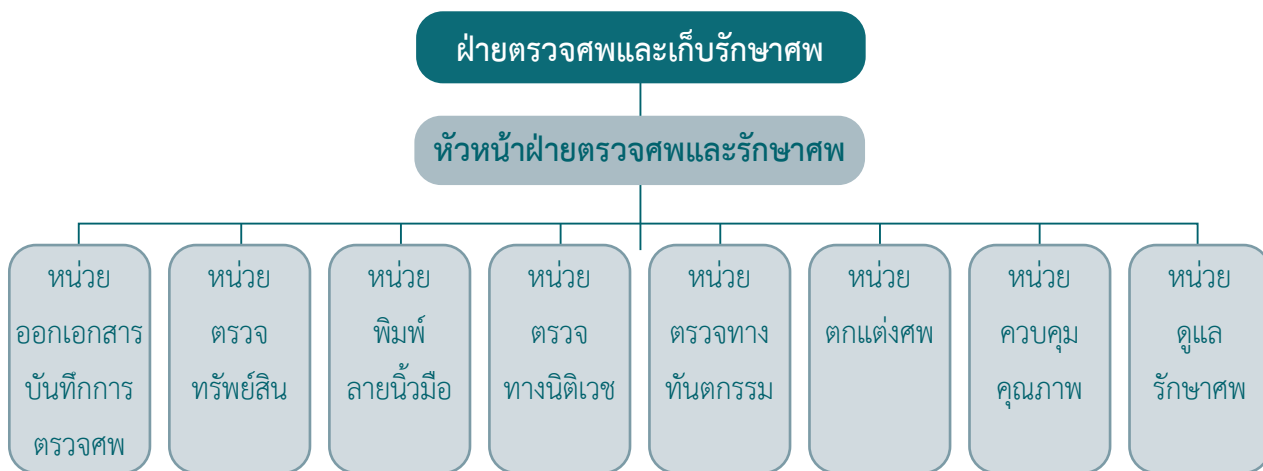 ฝ่ายตรวจศพและเก็บรักษาศพ
หัวหน้าฝ่ายตรวจศพและรักษาศพ
หน่วย
ออกเอกสาร
บันทึกการ
ตรวจศพ
หน่วย
ตรวจ
ทรัพย์สิน
หน่วย
พิมพ์
ลายนิ้วมือ
หน่วย
ตรวจ
ทางนิติเวช
หน่วย
ตรวจทาง
ทันตกรรม
หน่วย
ตกแต่งศพ
หน่วย
ควบคุม
คุณภาพ
หน่วย
ดูแล
รักษาศพ